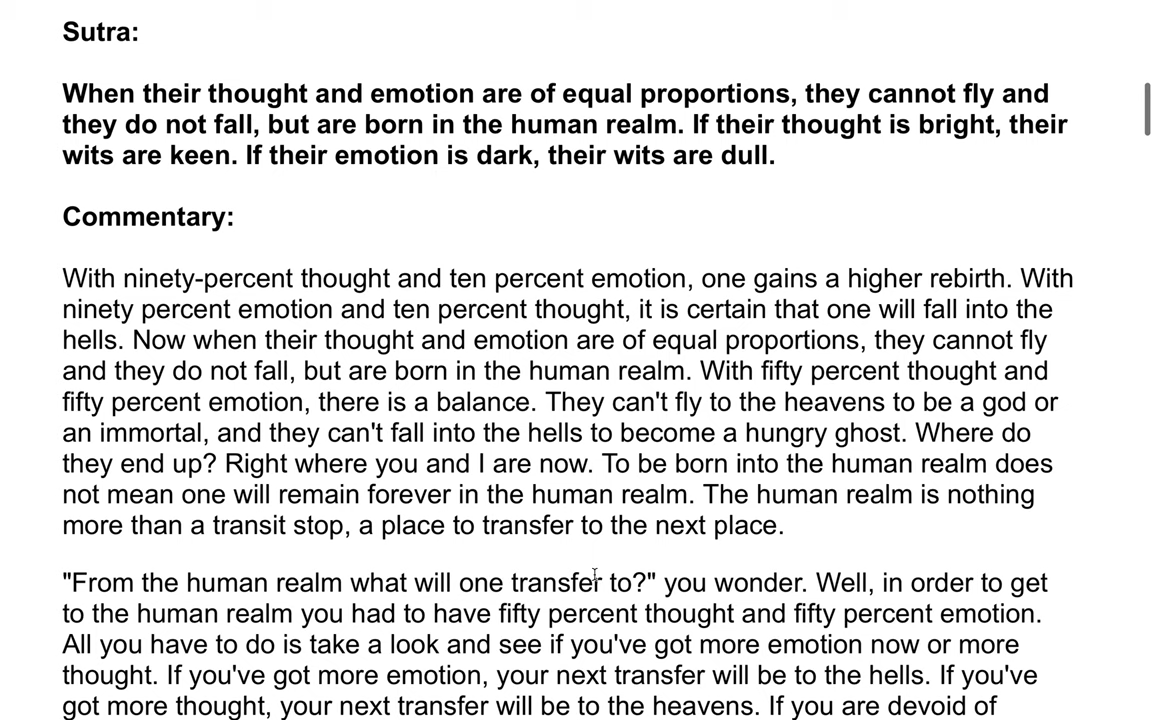 Sutra:
When their thought and emotion are of equal proportions, they cannot fly and
they do not fall, but are born in the human realm. If their thought is bright, their
wits are keen. If their emotion is dark, their wits are dull.
Commentary:
With ninety-percent thought and ten percent emotion, one gains a higher rebirth. With
ninety percent emotion and ten percent thought, it is certain that one will fall into the
hells. Now when their thought and emotion are of equal proportions, they cannot fly
and they do not fall, but are born in the human realm. With fifty percent thought and
fifty percent emotion, there is a balance. They can't fly to the heavens to be a god or
an immortal, and they can't fall into the hells to become a hungry ghost. Where do
they end up? Right where you and I are now. To be born into the human realm does
not mean one will remain forever in the human realm. The human realm is nothing
more than a transit stop, a place to transfer to the next place.
"From the human realm what will one transfer to?" you wonder. Well, in order to get
to the human realm you had to have fifty percent thought and fifty percent emotion.
All you have to do is take a look and see if you've got more emotion now or more
thought. If you've got more emotion, your next transfer will be to the hells. If you've
got more thought, your next transfer will be to the heavens. If you are devoid of